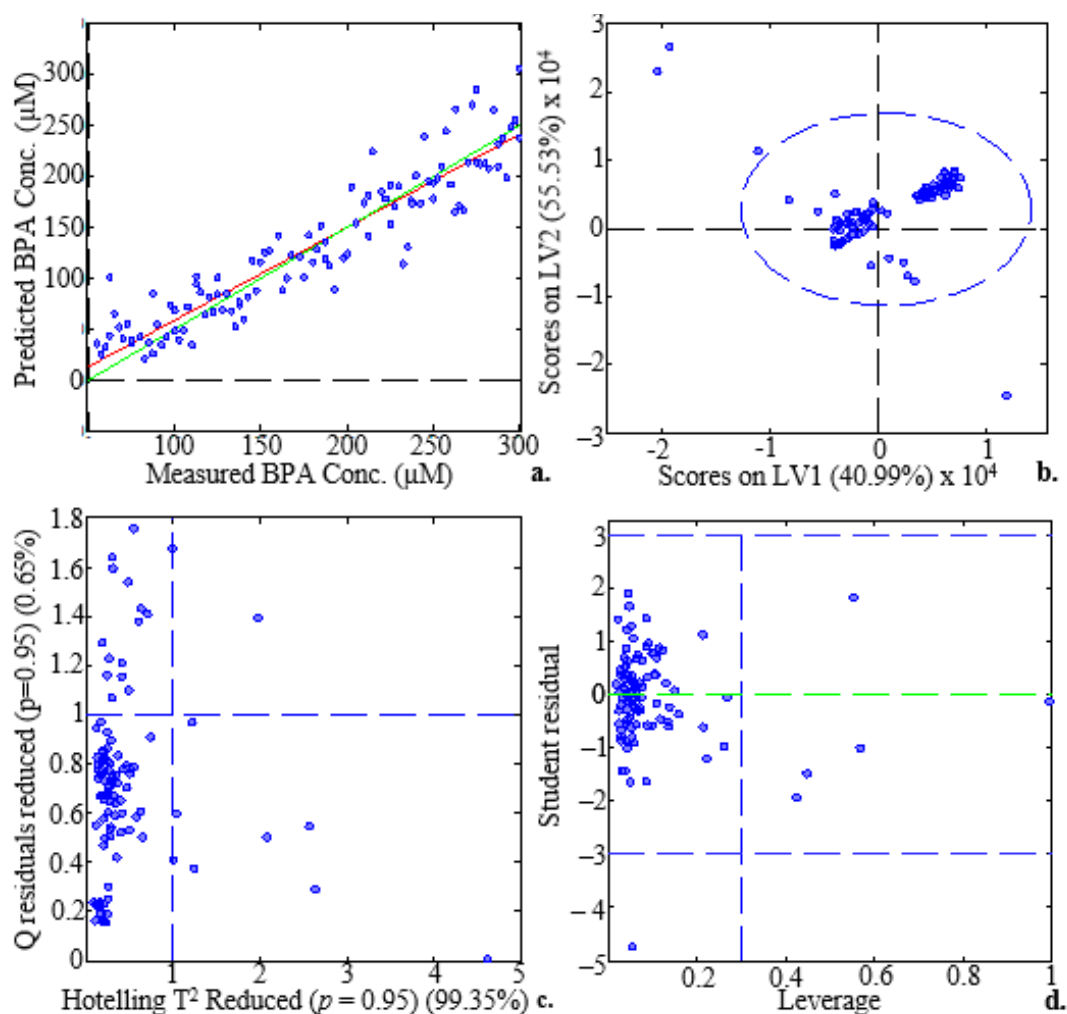 Predicted BPA Conc. (µM)
300
250
200
150
100
50
0
100 150 200 250 300
Measured BPA Conc. (µM)
a.
Scores on LV2 (55.53%) x 10⁴
3
2
1
0
−1
−2
−3
-2 -1 0 1
Scores on LV1 (40.99%) x 10⁴
b.
Q residuals reduced (p=0.95) (0.65%)
1.8
1.6
1.4
1.2
1
0.8
0.6
0.4
0.2
0
1 2 3 4 5
Hotelling T² Reduced (p = 0.95) (99.35%)
c.
Student residual
3
2
1
0
−1
−2
−3
− 4
−5
0.2 0.4 0.6 0.8 1
Leverage
d.